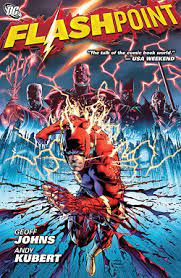 DC
FLASHPOINT
"The talk of the comic book world."
— USA WEEKEND
GEOFF
JOHNS
ANDY
KUBERT